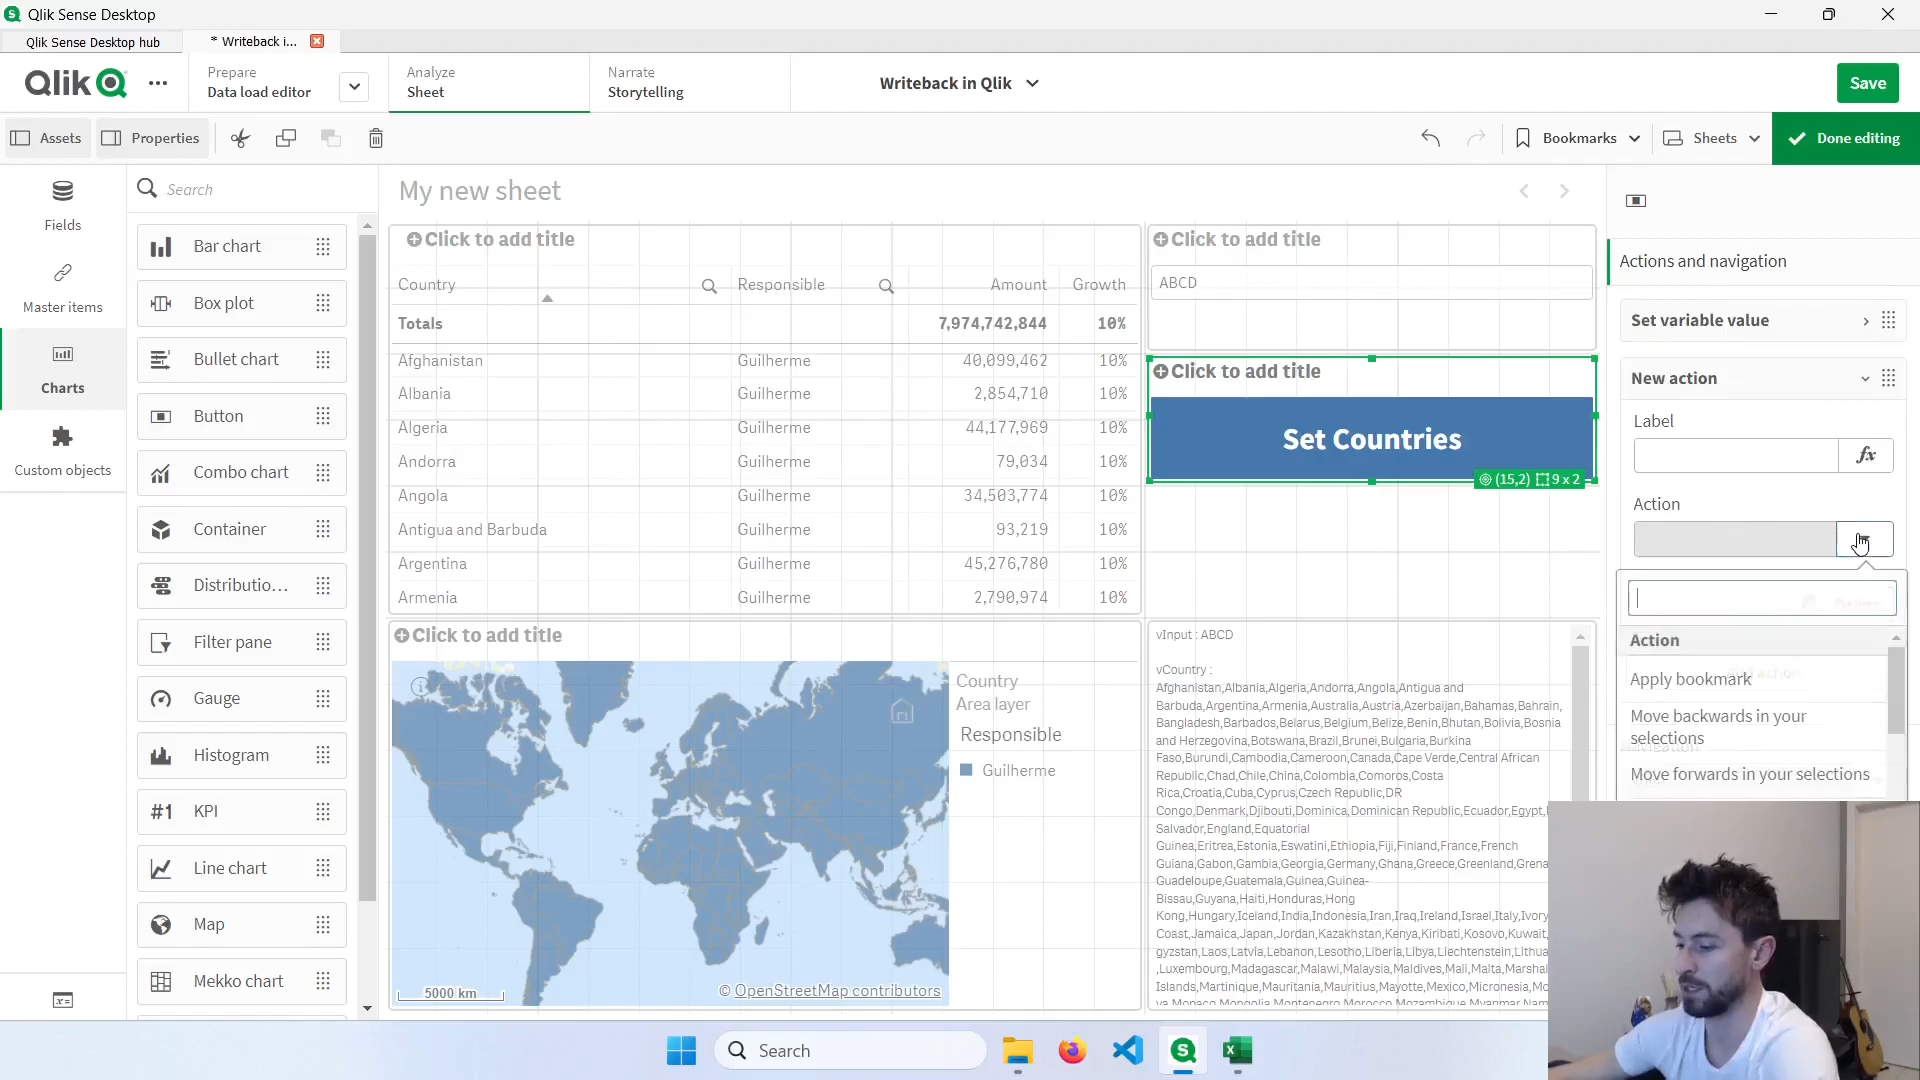 Qlik Sense Desktop
Qlik Sense Desktop hub
* Writeback i...
Qlik
Prepare
Data load editor
Analyze
Sheet
Narrate
Storytelling
Writeback in Qlik
Save
Assets
Properties
Bookmarks
Sheets
Done editing
Fields
Master items
Charts
Custom objects
Search
Bar chart
Box plot
Bullet chart
Button
Combo chart
Container
Distributio...
Filter pane
Gauge
Histogram
#1 KPI
Line chart
Map
Mekko chart
My new sheet
Click to add title
Country Responsible Amount Growth
Totals 7,974,742,844 10%
Afghanistan Guilherme 40,099,462 10%
Albania Guilherme 2,854,710 10%
Algeria Guilherme 44,177,969 10%
Andorra Guilherme 79,034 10%
Angola Guilherme 34,503,774 10%
Antigua and Barbuda Guilherme 93,219 10%
Argentina Guilherme 45,276,780 10%
Armenia Guilherme 2,790,974 10%
Click to add title
ABCD
Click to add title
Set Countries
(15,2) 9 x 2
Click to add title
Country
Area layer
Responsible
Guilherme
5000 km
© OpenStreetMap contributors
vInput : ABCD
vCountry :
Afghanistan,Albania,Algeria,Andorra,Angola,Antigua and
Barbuda,Argentina,Armenia,Australia,Austria,Azerbaijan,Bahamas,Bahrain,
Bangladesh,Barbados,Belarus,Belgium,Belize,Benin,Bhutan,Bolivia,Bosnia
and Herzegovina,Botswana,Brazil,Brunei,Bulgaria,Burkina
Faso,Burundi,Cambodia,Cameroon,Canada,Cape Verde,Central African
Republic,Chad,Chile,China,Colombia,Comoros,Costa
Rica,Croatia,Cuba,Cyprus,Czech Republic,DR
Congo,Denmark,Djibouti,Dominica,Dominican Republic,Ecuador,Egypt,
Salvador,England,Equatorial
Guinea,Eritrea,Estonia,Eswatini,Ethiopia,Fiji,Finland,France,French
Guiana,Gabon,Gambia,Georgia,Germany,Ghana,Greece,Greenland,Grena
Guadeloupe,Guatemala,Guinea,Guinea-
Bissau,Guyana,Haiti,Honduras,Hong
Kong,Hungary,Iceland,India,Indonesia,Iran,Iraq,Ireland,Israel,Italy,Ivory
Coast,Jamaica,Japan,Jordan,Kazakhstan,Kenya,Kiribati,Kosovo,Kuwait,
gyzstan,Laos,Latvia,Lebanon,Lesotho,Liberia,Libya,Liechtenstein,Lithua
,Luxembourg,Madagascar,Malawi,Malaysia,Maldives,Mali,Malta,Marshal
Islands,Martinique,Mauritania,Mauritius,Mayotte,Mexico,Micronesia,Mo
va,Monaco,Mongolia,Montenegro,Morocco,Mozambique,Myanmar,Nam
Actions and navigation
Set variable value
New action
Label
fx
Action
Action
Apply bookmark
Move backwards in your
selections
Move forwards in your selections
Search